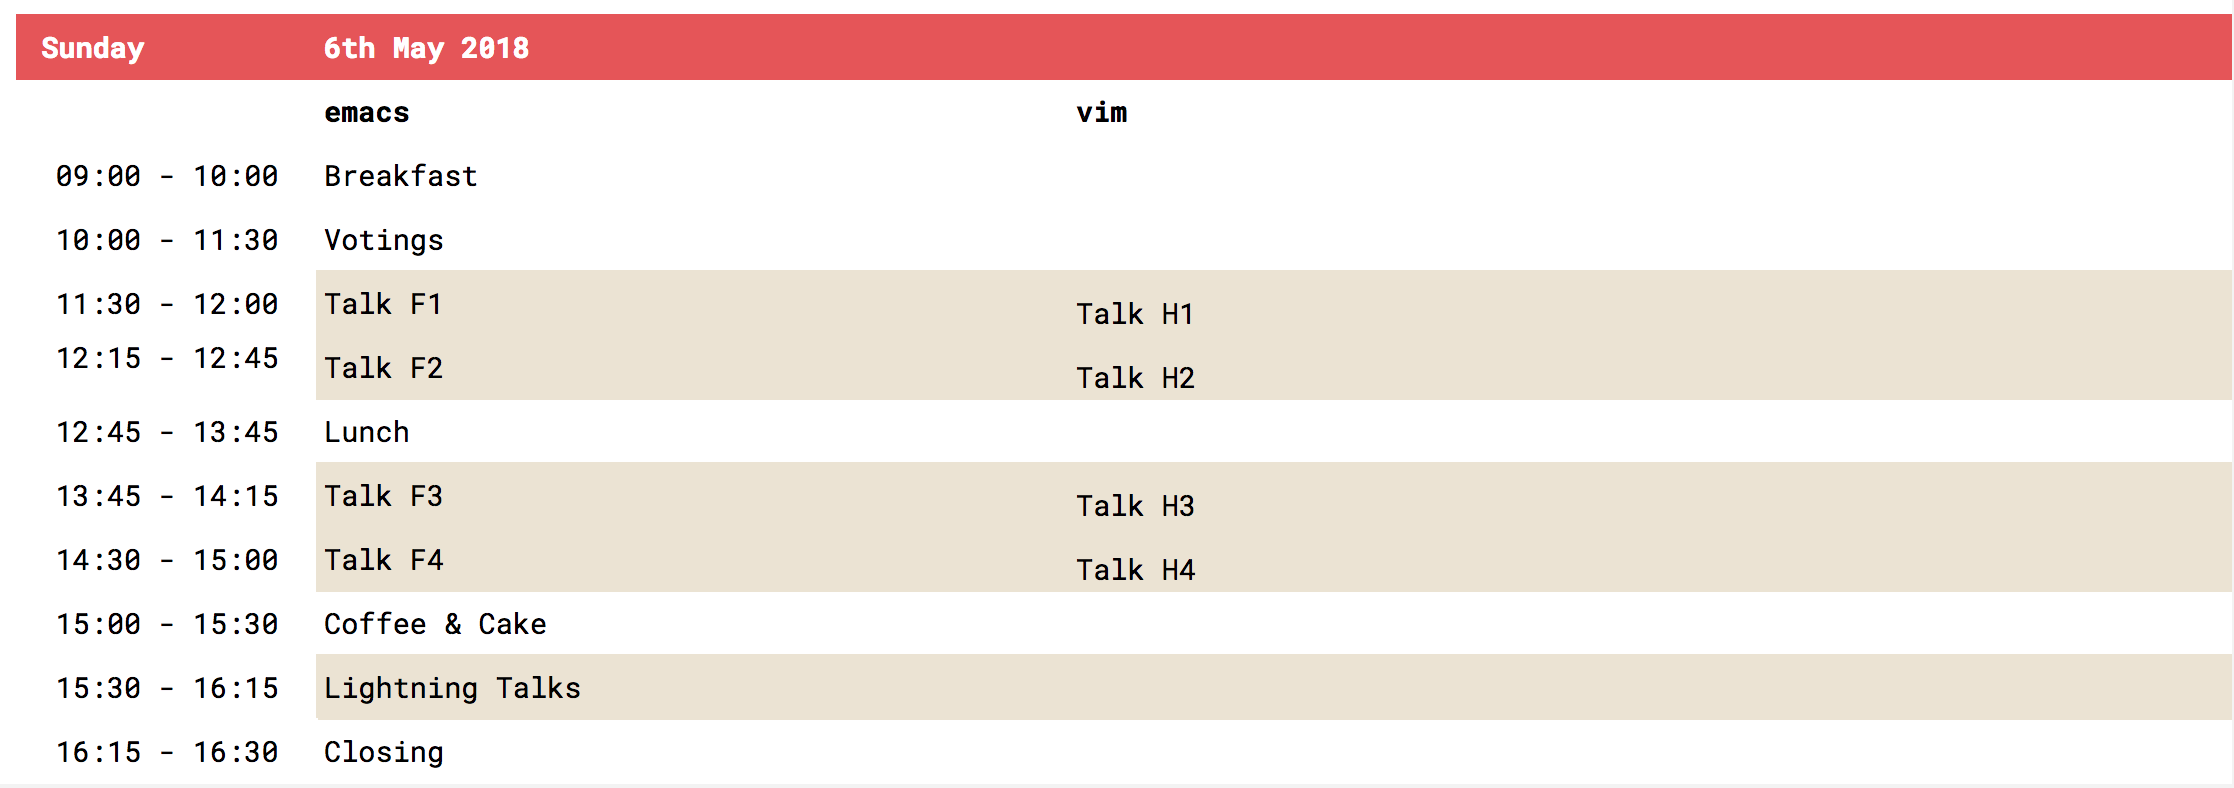 Sunday 6th May 2018
emacs vim
09:00 - 10:00 Breakfast
10:00 - 11:30 Votings
11:30 - 12:00 Talk F1 Talk H1
12:15 - 12:45 Talk F2 Talk H2
12:45 - 13:45 Lunch
13:45 - 14:15 Talk F3 Talk H3
14:30 - 15:00 Talk F4 Talk H4
15:00 - 15:30 Coffee & Cake
15:30 - 16:15 Lightning Talks
16:15 - 16:30 Closing